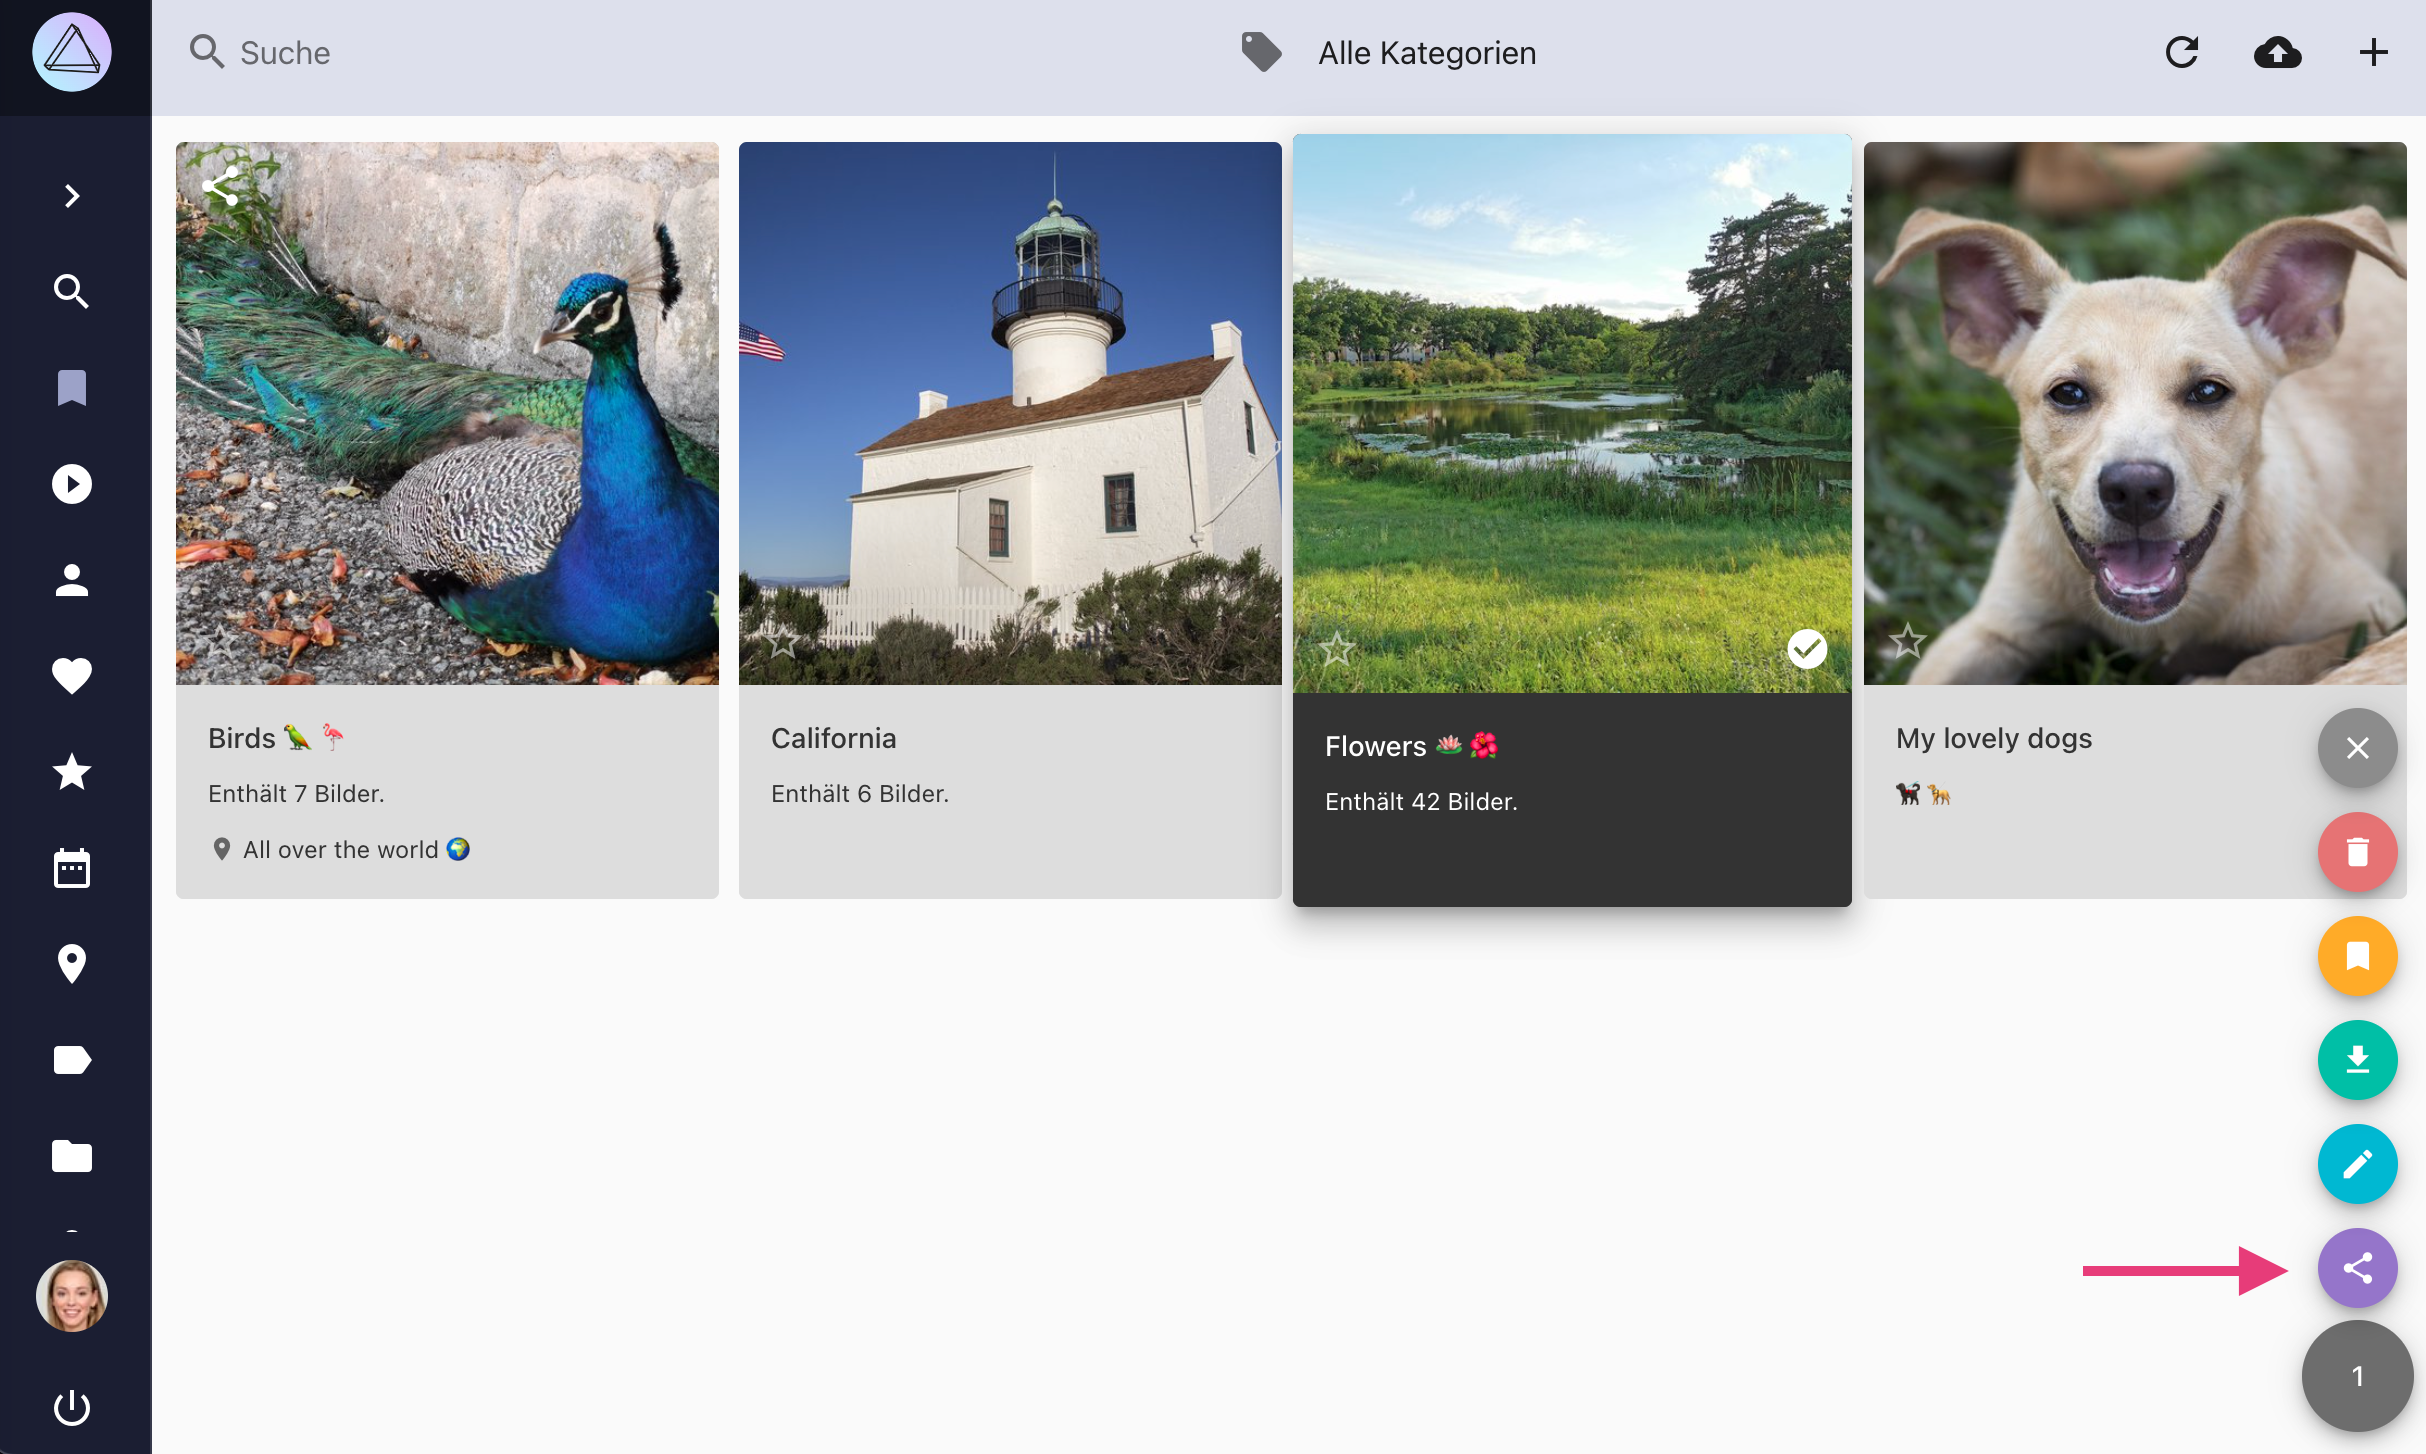 Suche
Alle Kategorien
Birds 🦜 🦩
Enthält 7 Bilder.
All over the world 🌍
California
Enthält 6 Bilder.
Flowers 🪷🌺
Enthält 42 Bilder.
My lovely dogs
🐕‍⬛🐕
1